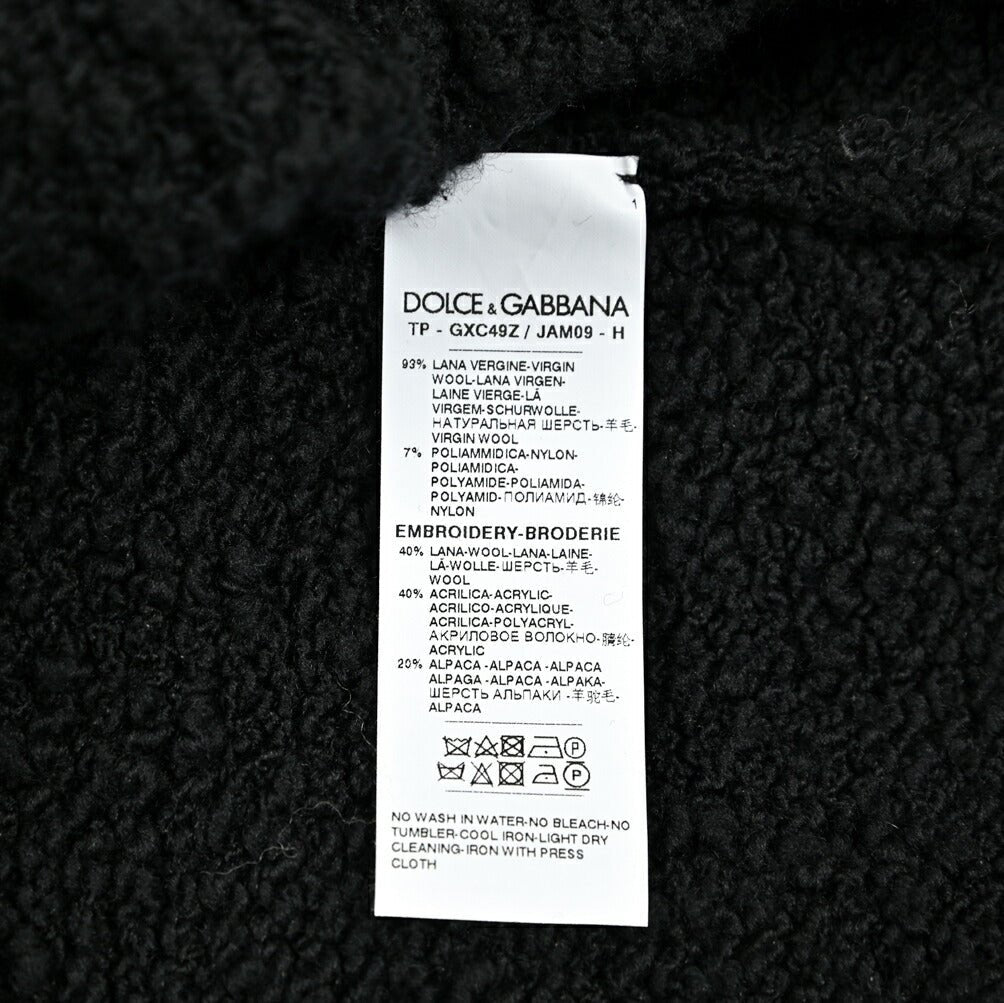 DOLCE & GABBANA
TP - GXC49Z / JAM09 - H
93% LANA VERGINE-VIRGIN
WOOL-LANA VIRGEN-
LAINE VIERGE-LÃ
VIRGEM-SCHURWOLLE-
НАТУРАЛЬНАЯ ШЕРСТЬ-羊毛-
VIRGIN WOOL
7% POLIAMMIDICA-NYLON-
POLIAMIDICA-
POLYAMIDE-POLIAMIDA-
POLYAMID-ПОЛИАМИД-锦纶-
NYLON
EMBROIDERY-BRODERIE
40% LANA-WOOL-LANA-LAINE-
LÃ-WOLLE-ШЕРСТЬ-羊毛-
WOOL
40% ACRILICA-ACRYLIC-
ACRILICO-ACRYLIQUE-
ACRILICA-POLYACRYL-
АКРИЛОВОЕ ВОЛОКНО-腈纶-
ACRYLIC
20% ALPACA -ALPACA -ALPACA
ALPAGA -ALPACA -ALPAKA-
ШЕРСТЬ АЛЬПАКИ -羊驼毛-
ALPACA
P
P
NO WASH IN WATER-NO BLEACH-NO
TUMBLER-COOL IRON-LIGHT DRY
CLEANING-IRON WITH PRESS
CLOTH